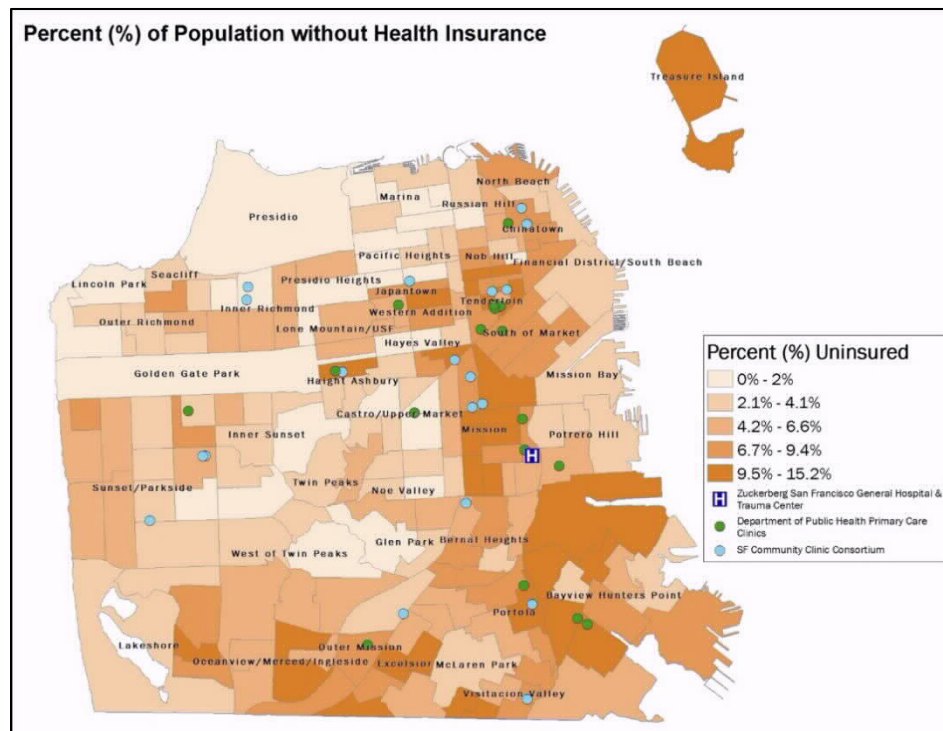 Percent (%) of Population without Health Insurance
Treasure Island
North Beach
Marina
Russian Hill
Presidio
Chinatown
Pacific Heights
Nob Hill
Financial District/South Beach
Seacliff
Lincoln Park
Presidio Heights
Japantown
Tenderloin
Inner Richmond
Western Addition
Outer Richmond
Lone Mountain/USF
South of Market
Hayes Valley
Golden Gate Park
Mission Bay
Haight Ashbury
Castro/Upper Market
Mission
Potrero Hill
Inner Sunset
Twin Peaks
Sunset/Parkside
Noe Valley
Glen Park
Bernal Heights
West of Twin Peaks
Bayview Hunters Point
Portola
Lakeshore
Outer Mission
Oceanview/Merced/Ingleside
Excelsior
McLaren Park
Visitacion Valley
Percent (%) Uninsured
0% - 2%
2.1% - 4.1%
4.2% - 6.6%
6.7% - 9.4%
9.5% - 15.2%
H
H
Zuckerberg San Francisco General Hospital &
Trauma Center
Department of Public Health Primary Care
Clinics
SF Community Clinic Consortium